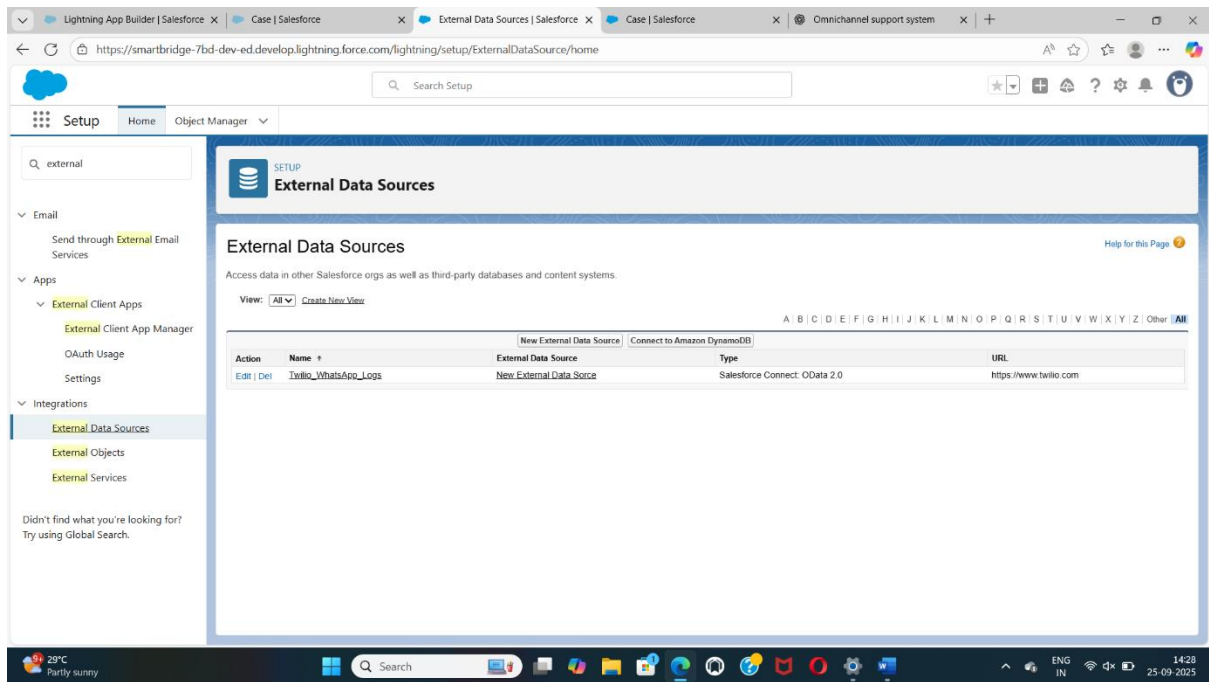 Lightning App Builder | Salesforce
Case | Salesforce
External Data Sources | Salesforce
Case | Salesforce
Omnichannel support system
https://smartbridge-7bd-dev-ed.develop.lightning.force.com/lightning/setup/ExternalDataSource/home
Search Setup
Setup Home Object Manager
external
Email
Send through External Email
Services
Apps
External Client Apps
External Client App Manager
OAuth Usage
Settings
Integrations
External Data Sources
External Objects
External Services
Didn't find what you're looking for?
Try using Global Search.
SETUP
External Data Sources
External Data Sources
Help for this Page
Access data in other Salesforce orgs as well as third-party databases and content systems.
View: All Create New View
A | B | C | D | E | F | G | H | I | J | K | L | M | N | O | P | Q | R | S | T | U | V | W | X | Y | Z | Other All
New External Data Source Connect to Amazon DynamoDB
Action Name ↑ External Data Source Type URL
Edit | Del Twilio_WhatsApp_Logs New External Data Sorce Salesforce Connect: OData 2.0 https://www.twilio.com
9+
29°C
Partly sunny
Search
ENG
IN
14:28
25-09-2025